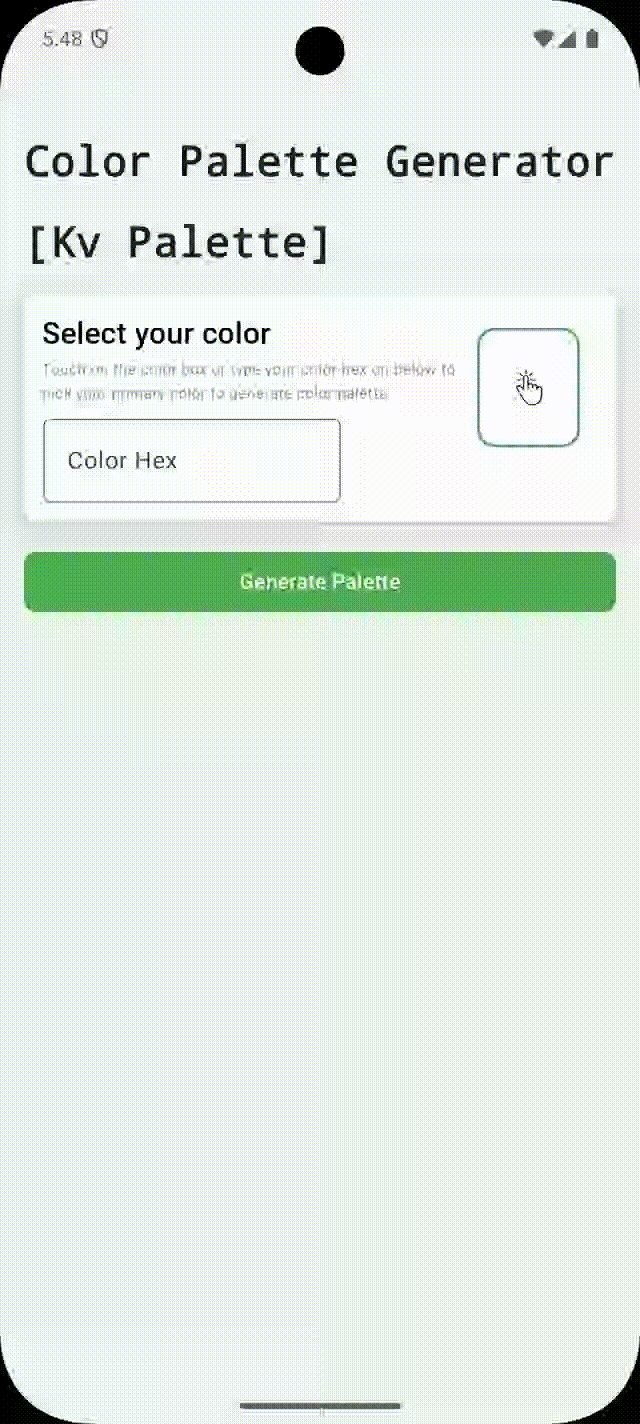 5.48
Color Palette Generator
[Kv Palette]
Select your color
Touch on the color box or type your color hex on below to
pick your primary color to generate color palette
Color Hex
Generate Palette